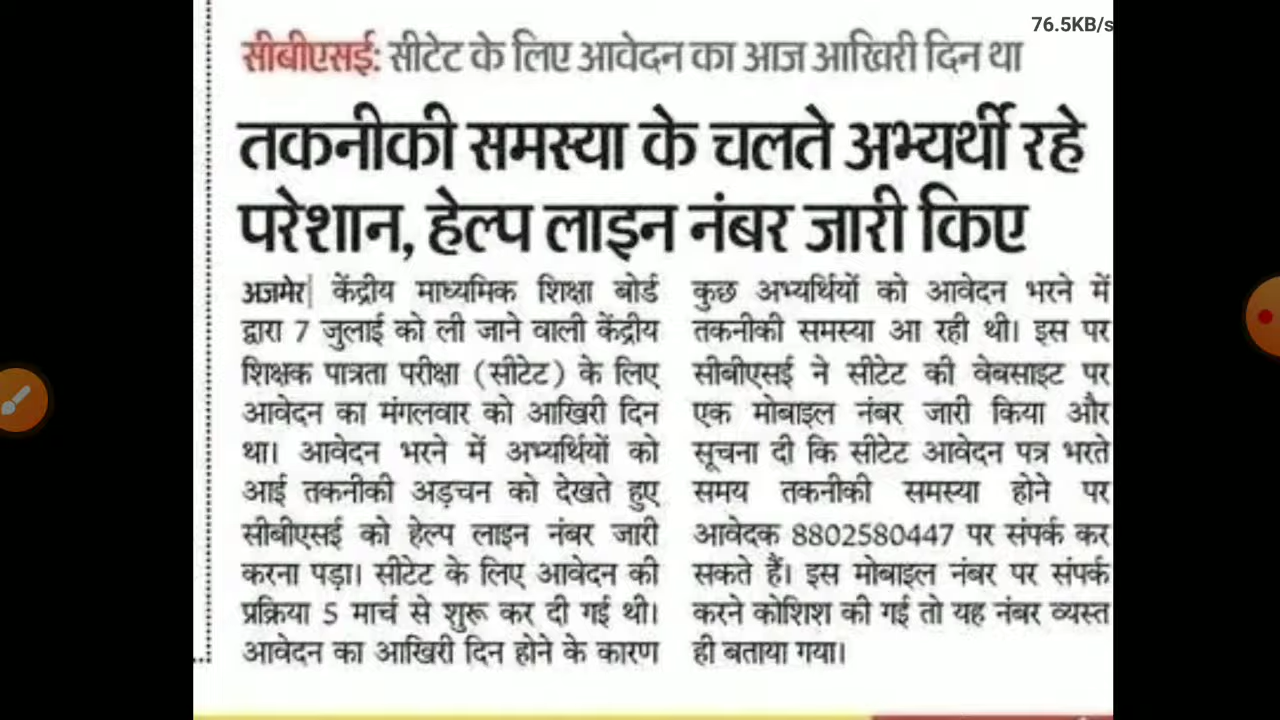 76.5KB/s
सीबीएसई: सीटेट के लिए आवेदन का आज आखिरी दिन था
तकनीकी समस्या के चलते अभ्यर्थी रहे
परेशान, हेल्प लाइन नंबर जारी किए
अजमेर| केंद्रीय माध्यमिक शिक्षा बोर्ड
द्वारा 7 जुलाई को ली जाने वाली केंद्रीय
शिक्षक पात्रता परीक्षा (सीटेट) के लिए
आवेदन का मंगलवार को आखिरी दिन
था। आवेदन भरने में अभ्यर्थियों को
आई तकनीकी अड़चन को देखते हुए
सीबीएसई को हेल्प लाइन नंबर जारी
करना पड़ा। सीटेट के लिए आवेदन की
प्रक्रिया 5 मार्च से शुरू कर दी गई थी।
आवेदन का आखिरी दिन होने के कारण
कुछ अभ्यर्थियों को आवेदन भरने में
तकनीकी समस्या आ रही थी। इस पर
सीबीएसई ने सीटेट की वेबसाइट पर
एक मोबाइल नंबर जारी किया और
सूचना दी कि सीटेट आवेदन पत्र भरते
समय तकनीकी समस्या होने पर
आवेदक 8802580447 पर संपर्क कर
सकते हैं। इस मोबाइल नंबर पर संपर्क
करने कोशिश की गई तो यह नंबर व्यस्त
ही बताया गया।